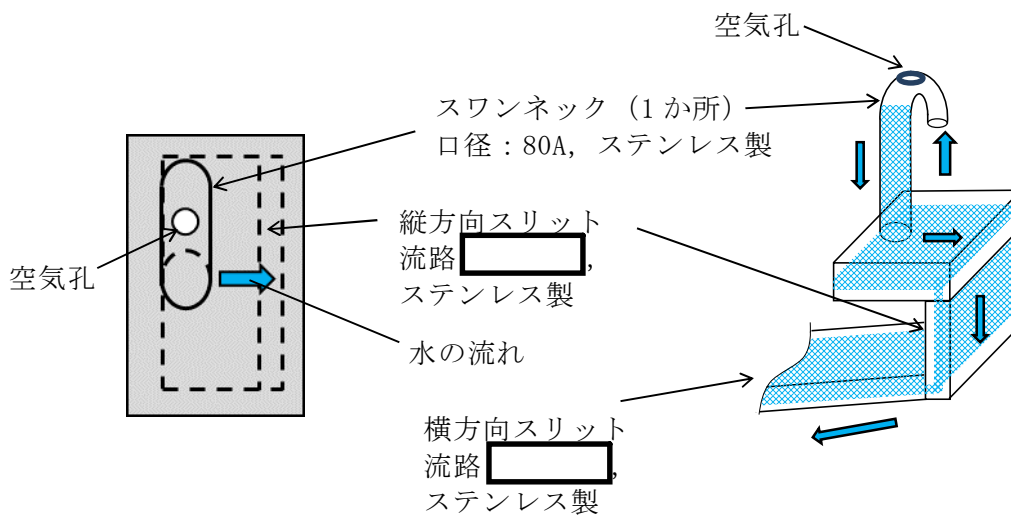 空気孔
スワンネック（1か所）
口径：80A，ステンレス製
縦方向スリット
流路　　　　，
ステンレス製
空気孔
水の流れ
横方向スリット
流路　　　　，
ステンレス製